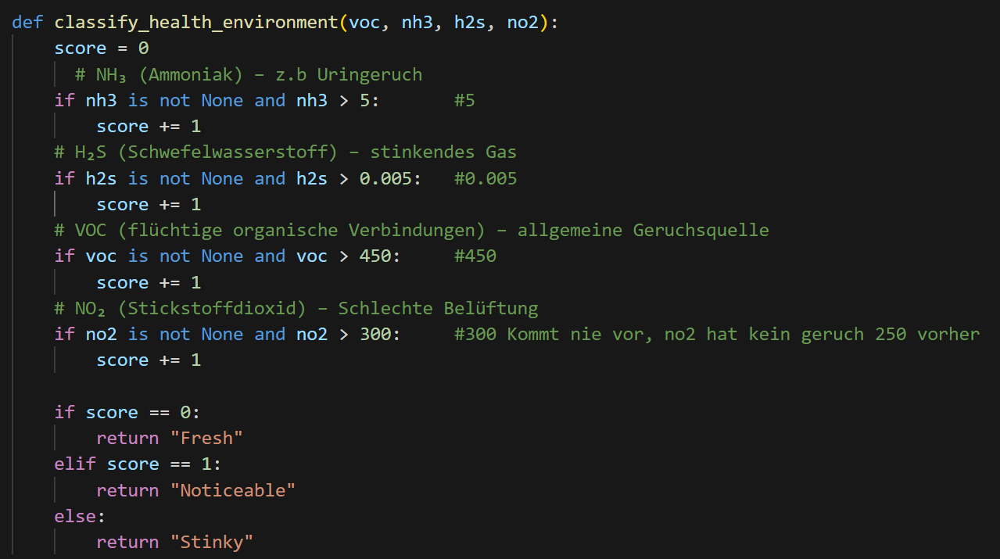 def classify_health_environment(voc, nh3, h2s, no2):
    score = 0
      # NH₃ (Ammoniak) – z.b Uringeruch
    if nh3 is not None and nh3 > 5:       #5
        score += 1
    # H₂S (Schwefelwasserstoff) – stinkendes Gas
    if h2s is not None and h2s > 0.005:   #0.005
        score += 1
    # VOC (flüchtige organische Verbindungen) – allgemeine Geruchsquelle
    if voc is not None and voc > 450:     #450
        score += 1
    # NO₂ (Stickstoffdioxid) – Schlechte Belüftung
    if no2 is not None and no2 > 300:     #300 Kommt nie vor, no2 hat kein geruch 250 vorher
        score += 1

    if score == 0:
        return "Fresh"
    elif score == 1:
        return "Noticeable"
    else:
        return "Stinky"